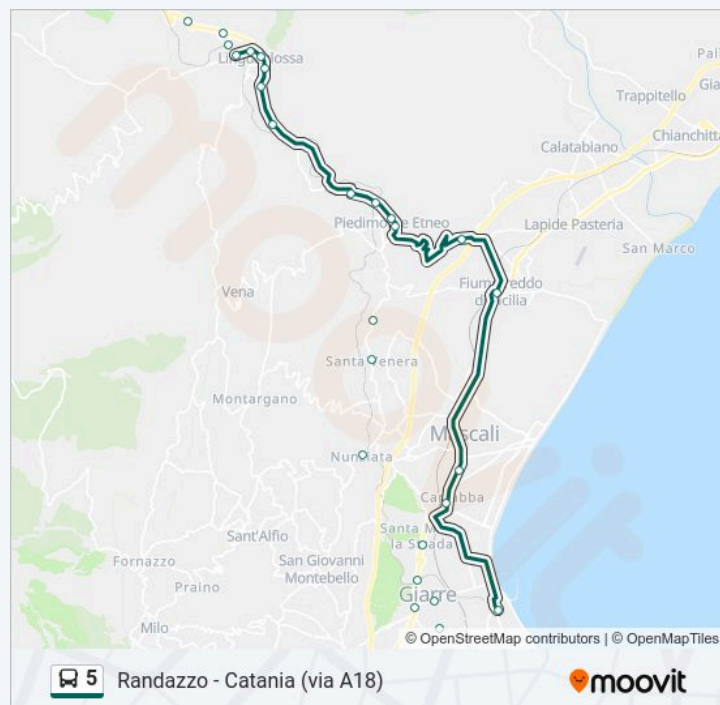 Linguaglossa
Pal
Gia
Trappitello
Chianchitta
Calatabiano
Piedimonte Etneo
Lapide Pasteria
San Marco
Vena
Fiumefreddo
di Sicilia
Santa Venera
Montargano
Mascali
Nunziata
Carrabba
Sant'Alfio
Santa M
la Strada
San Giovanni
Montebello
Fornazzo
Praino
Giarre
Milo
© OpenStreetMap contributors | © OpenMapTiles
5 Randazzo - Catania (via A18)
moovit